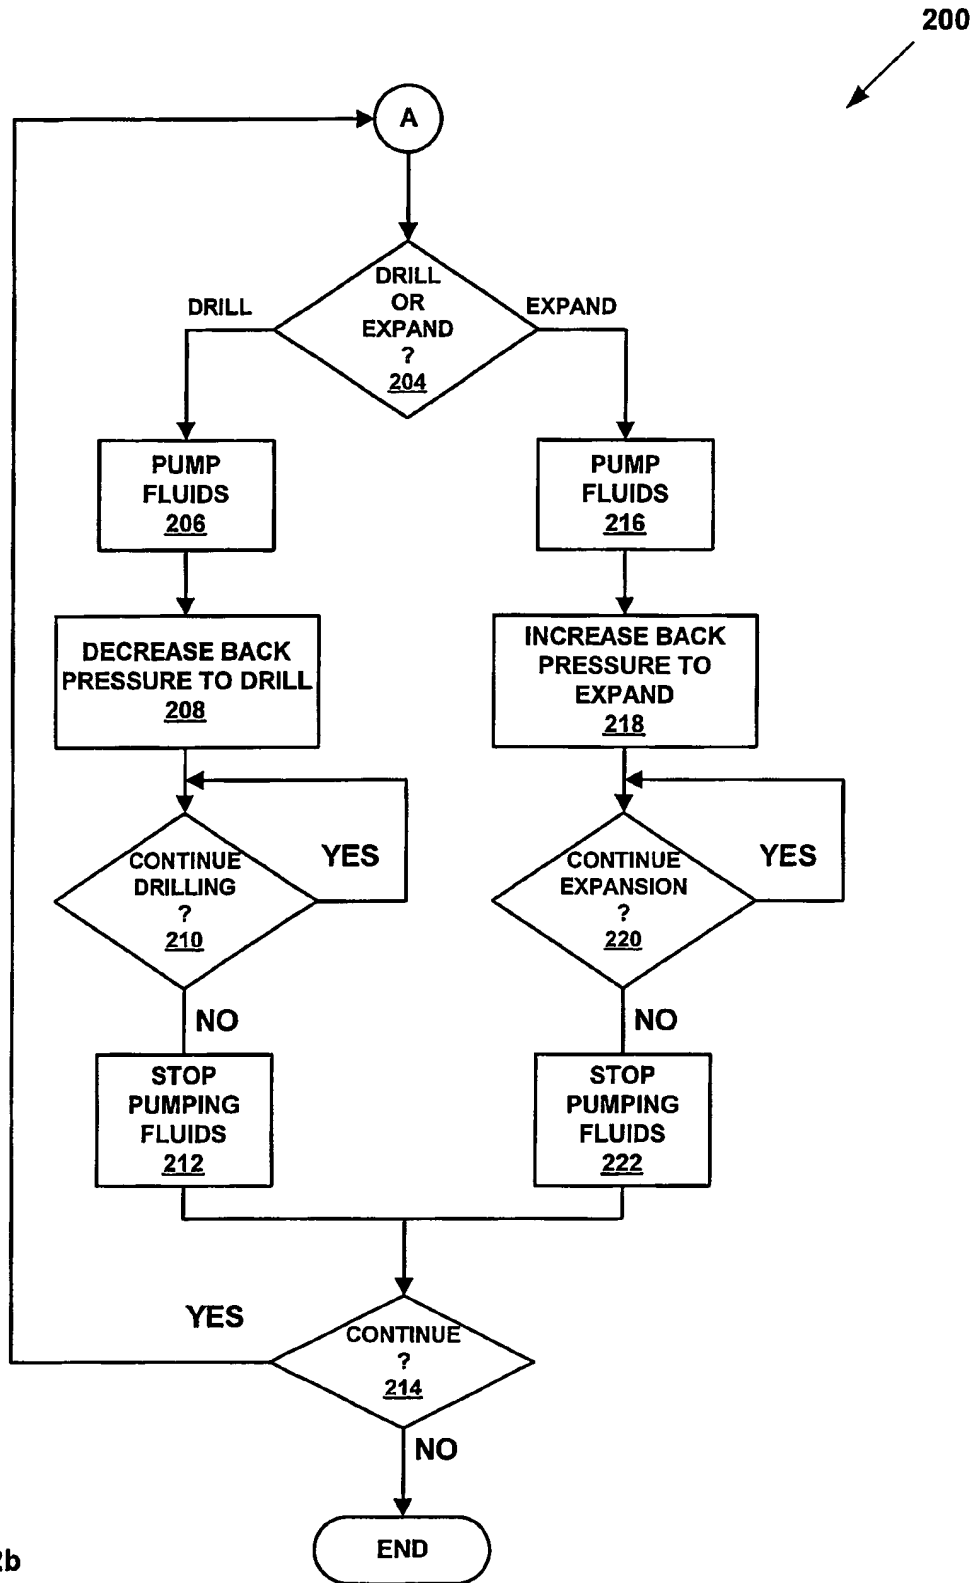 200
A
DRILL
OR
EXPAND
?
204
DRILL
EXPAND
PUMP
FLUIDS
206
PUMP
FLUIDS
216
DECREASE BACK
PRESSURE TO DRILL
208
INCREASE BACK
PRESSURE TO
EXPAND
218
CONTINUE
DRILLING
?
210
YES
CONTINUE
EXPANSION
?
220
YES
NO
NO
STOP
PUMPING
FLUIDS
212
STOP
PUMPING
FLUIDS
222
YES
CONTINUE
?
214
NO
END
2b